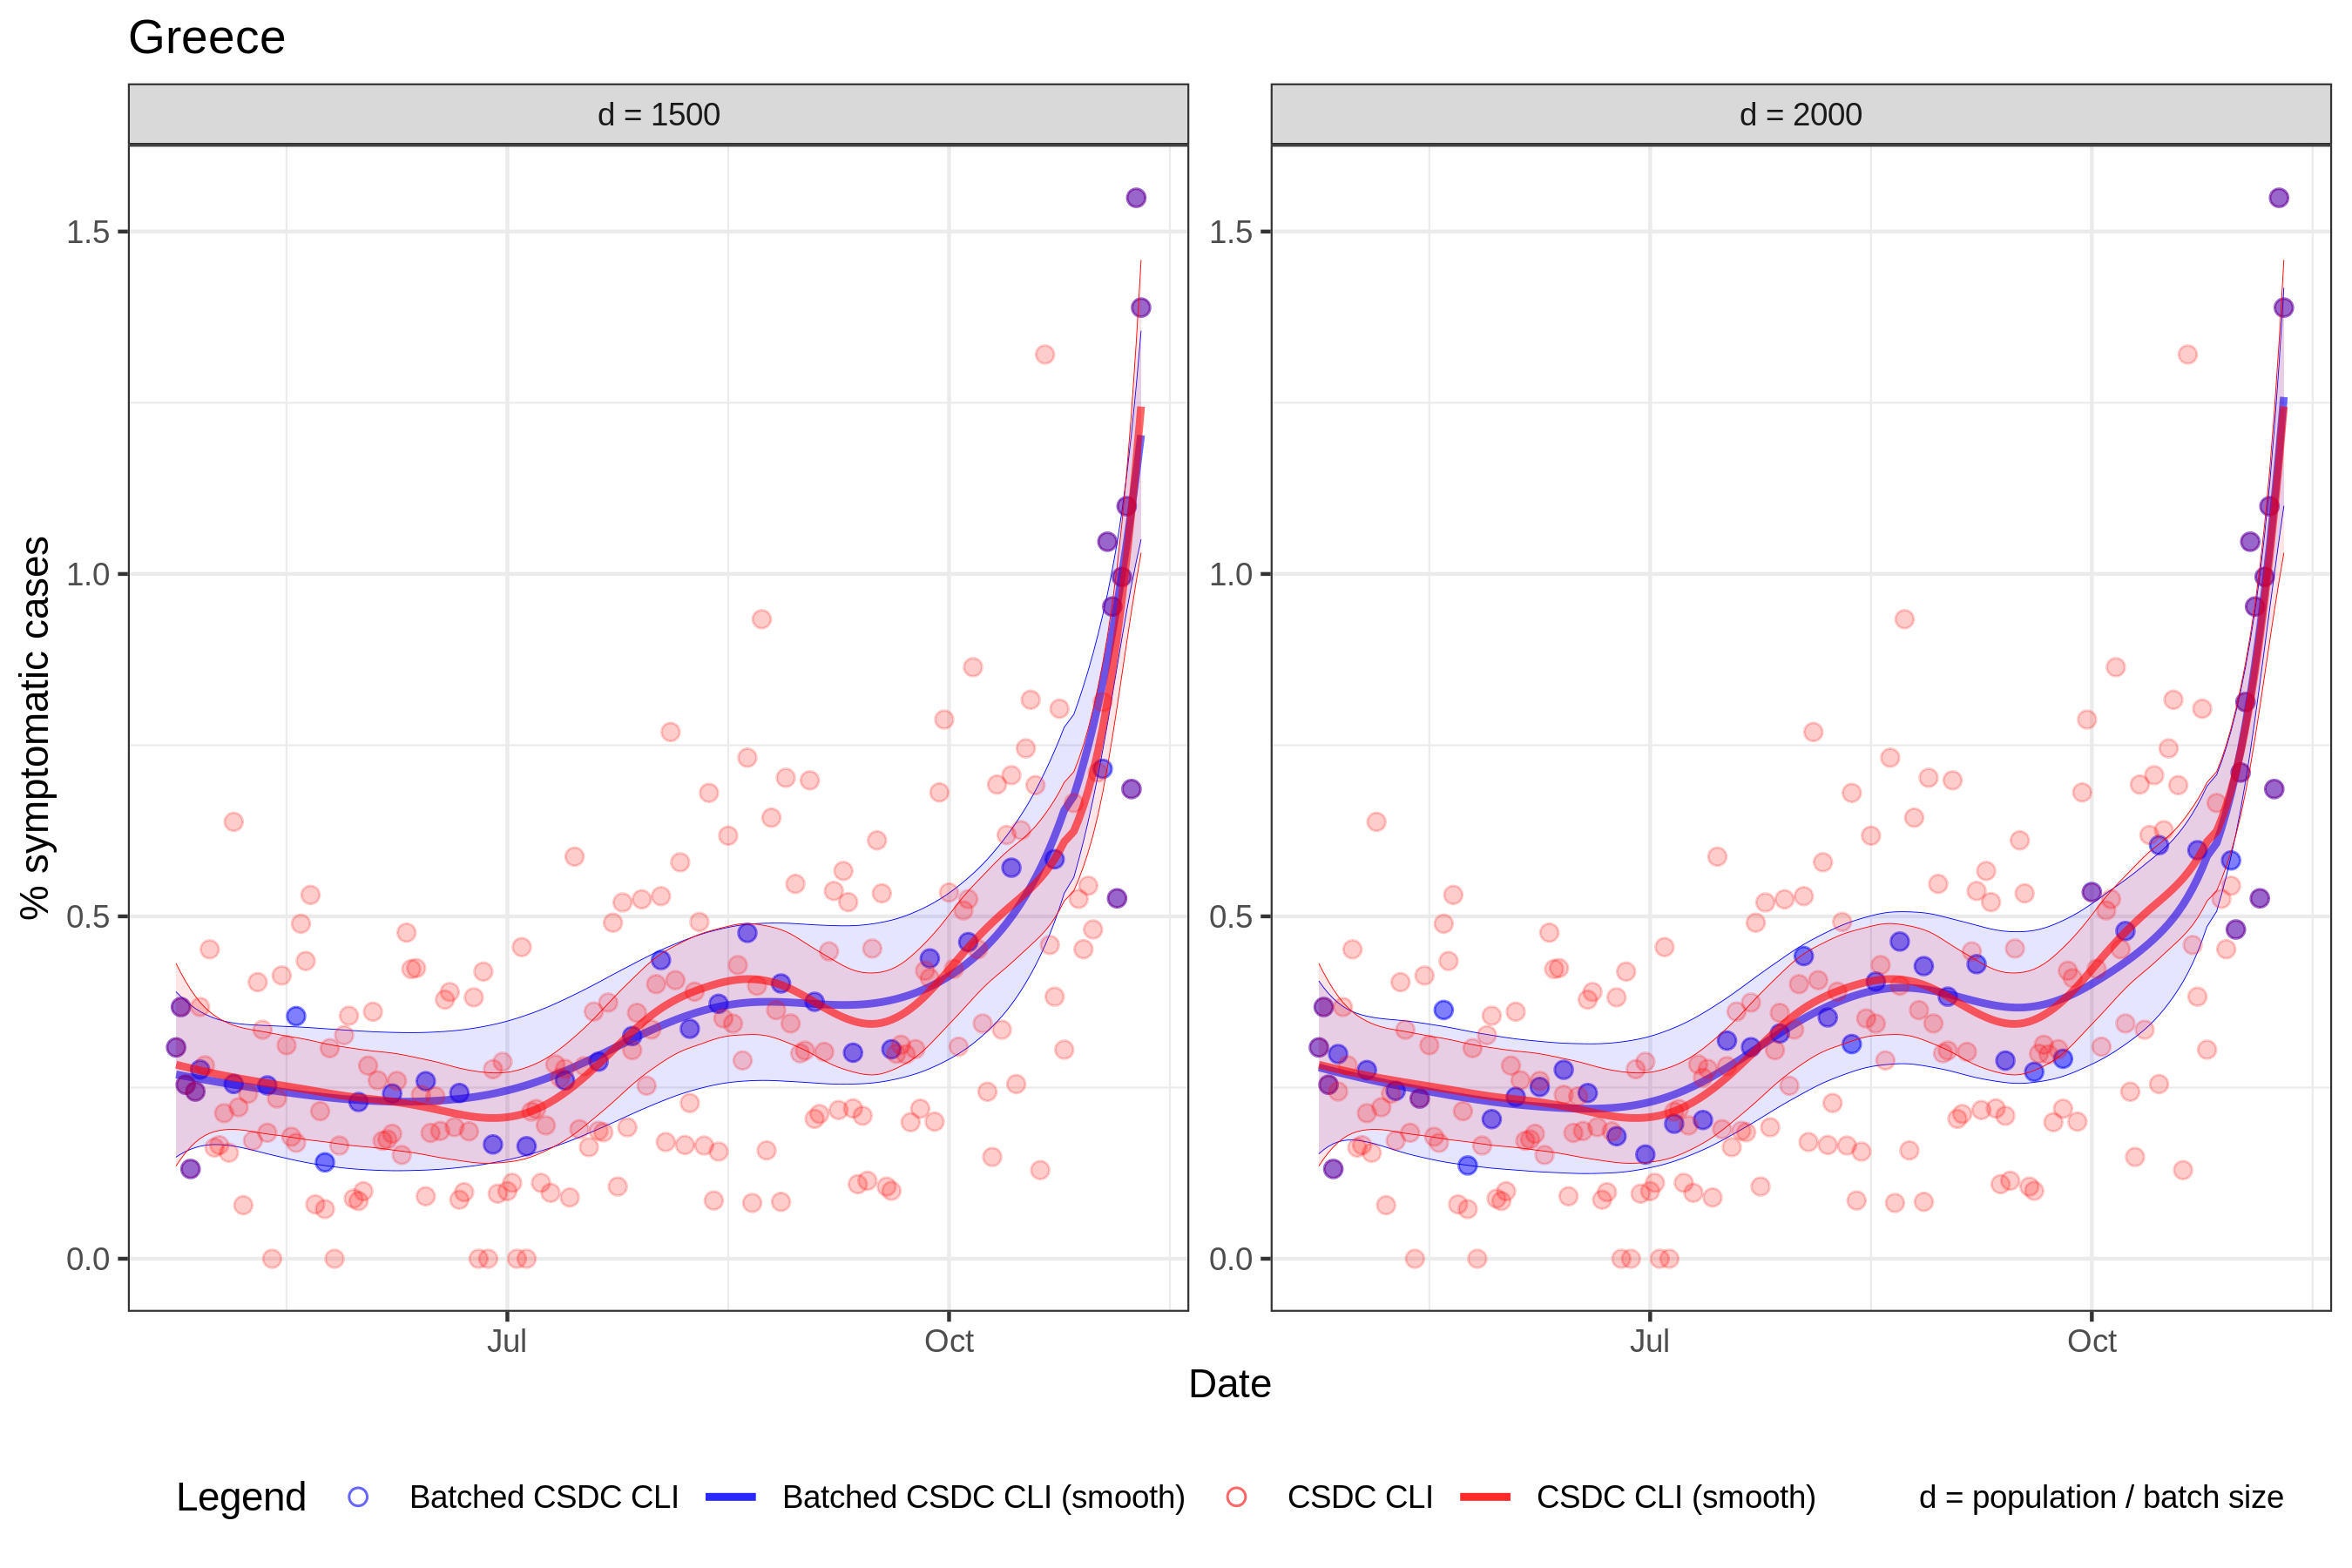 Greece
d = 1500
d = 2000
% symptomatic cases
1.5
1.0
0.5
0.0
1.5
1.0
0.5
0.0
Jul
Oct
Jul
Oct
Date
Legend
Batched CSDC CLI
Batched CSDC CLI (smooth)
CSDC CLI
CSDC CLI (smooth)
d = population / batch size